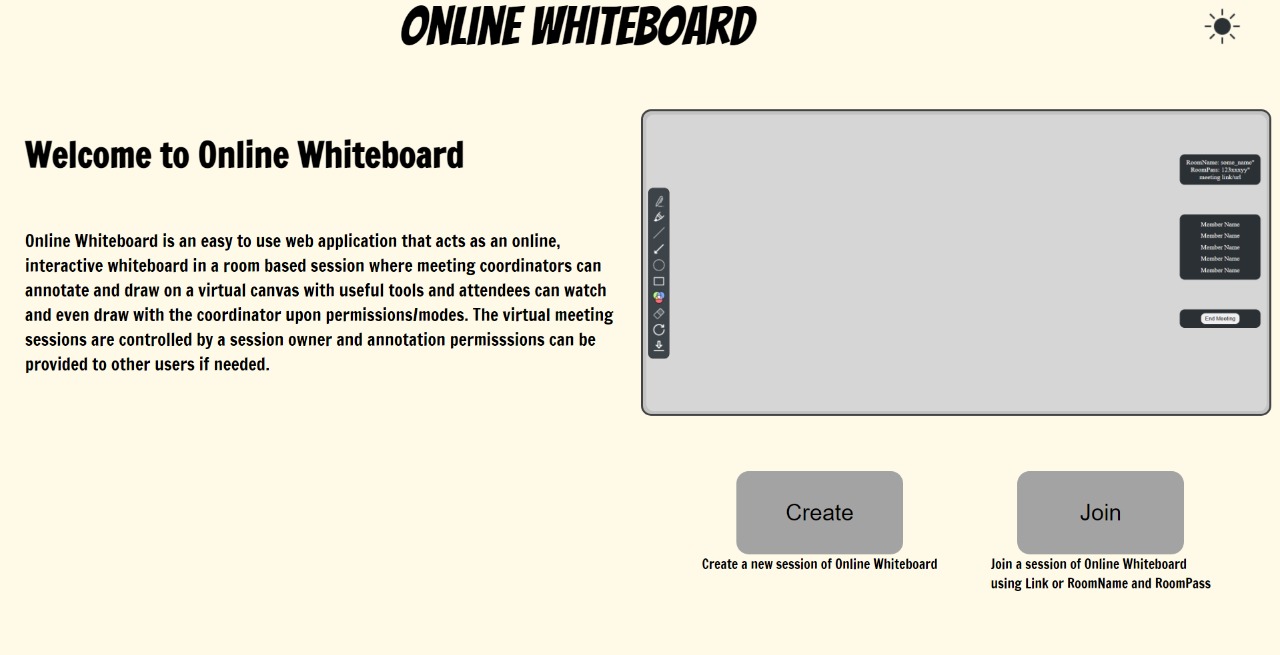 ONLINE WHITEBOARD
Welcome to Online Whiteboard
Online Whiteboard is an easy to use web application that acts as an online,
interactive whiteboard in a room based session where meeting coordinators can
annotate and draw on a virtual canvas with useful tools and attendees can watch
and even draw with the coordinator upon permissions/modes. The virtual meeting
sessions are controlled by a session owner and annotation permisssions can be
provided to other users if needed.
RoomName: some_name"
RoomPass: 123xxxyy"
meeting link/url
Member Name
Member Name
Member Name
Member Name
Member Name
End Meeting
Create
Create a new session of Online Whiteboard
Join
Join a session of Online Whiteboard
using Link or RoomName and RoomPass